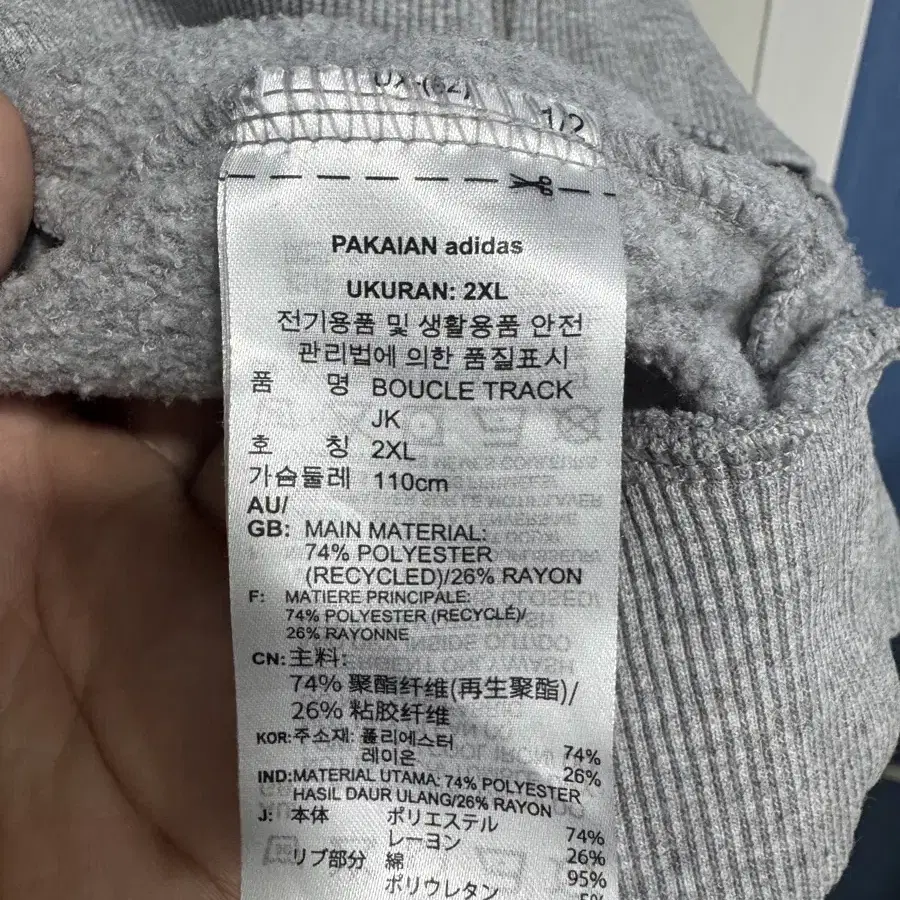 1/2
PAKAIAN adidas
UKURAN: 2XL
전기용품 및 생활용품 안전
관리법에 의한 품질표시
품 명 BOUCLE TRACK
JK
호 칭 2XL
가슴둘레 110cm
AU/
GB: MAIN MATERIAL:
74% POLYESTER
(RECYCLED)/26% RAYON
F: MATIERE PRINCIPALE:
74% POLYESTER (RECYCLÉ)/
26% RAYONNE
CN: 主料:
74% 聚酯纤维(再生聚酯)/
26% 粘胶纤维
KOR: 주소재: 폴리에스터 74%
레이온 26%
IND: MATERIAL UTAMA: 74% POLYESTER
HASIL DAUR ULANG/26% RAYON
J: 本体 ポリエステル 74%
レーヨン 26%
リブ部分 綿 95%
ポリウレタン 5%